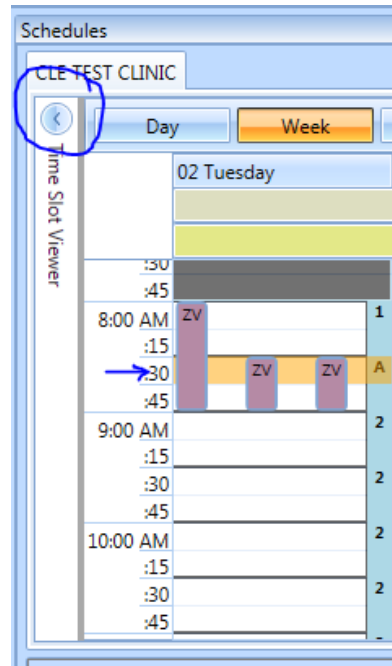 Schedules
CLE TEST CLINIC
Time Slot Viewer
Day
Week
02 Tuesday
:30
:45
8:00 AM ZV 1
:15
:30 ZV ZV A
:45
9:00 AM 2
:15
:30 2
:45
10:00 AM 2
:15
:30 2
:45